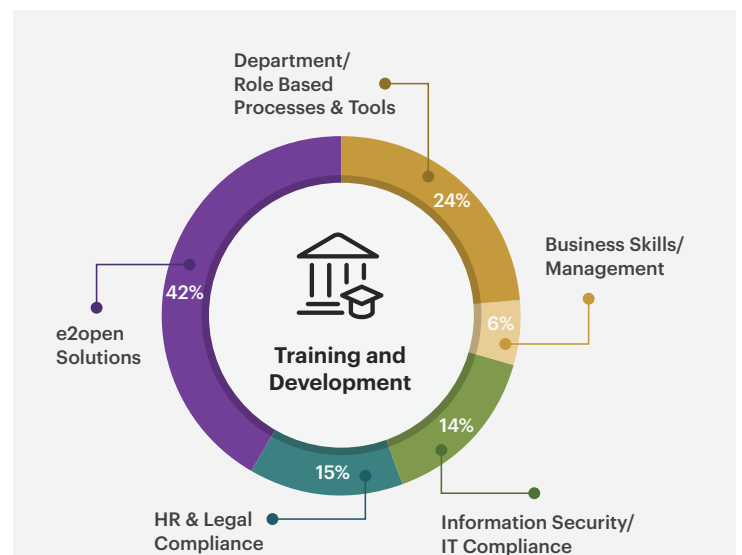 Department/
Role Based
Processes & Tools
24%
Business Skills/
Management
6%
42%
e2open
Solutions
Training and
Development
14%
15%
HR & Legal
Compliance
Information Security/
IT Compliance